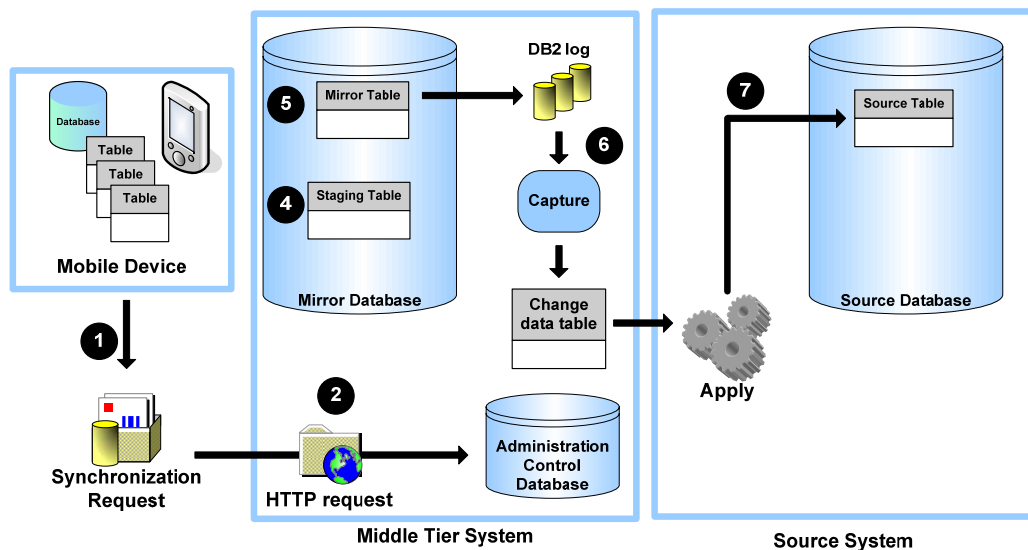 Database
Table
Table
Table
Mobile Device
1
Synchronization
Request
5
Mirror Table
4
Staging Table
Mirror Database
DB2 log
6
Capture
Change
data table
2
HTTP request
Administration
Control
Database
Middle Tier System
7
Source Table
Source Database
Apply
Source System